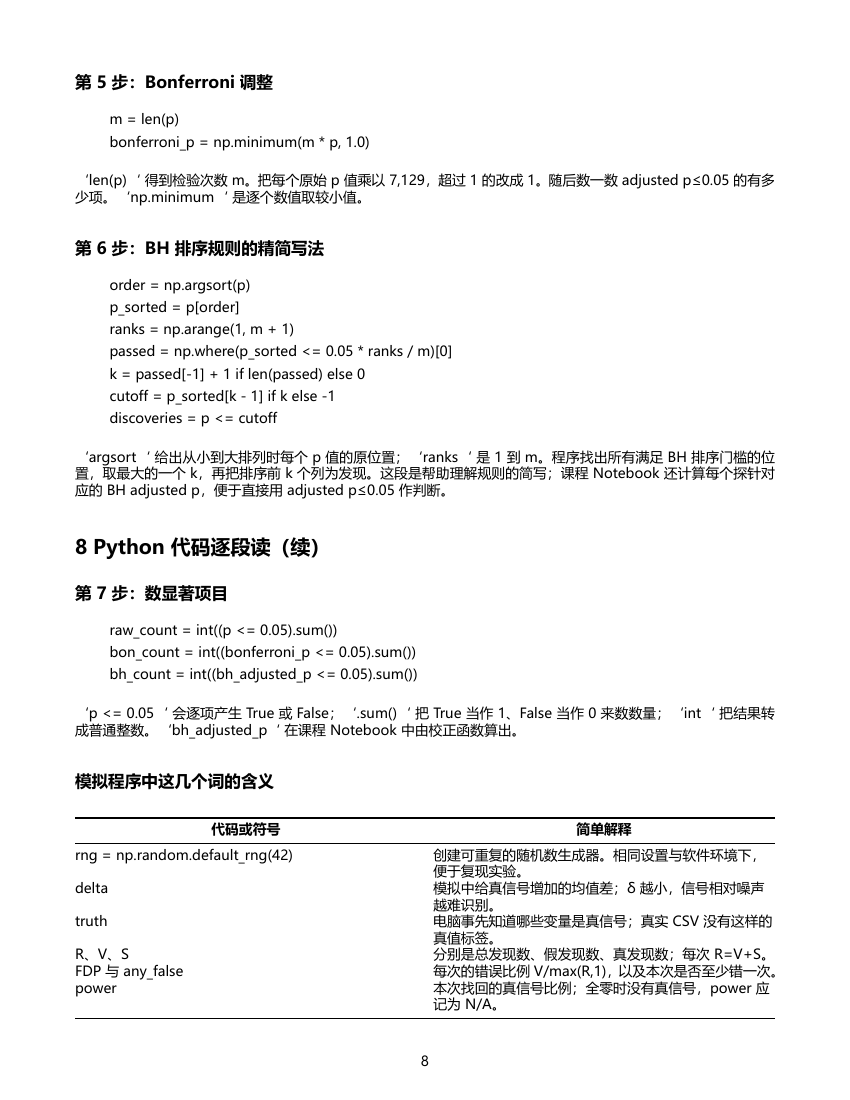 第 5 步：Bonferroni 调整
m = len(p)
bonferroni_p = np.minimum(m * p, 1.0)
‘len(p)‘ 得到检验次数 m。把每个原始 p 值乘以 7,129，超过 1 的改成 1。随后数一数 adjusted p≤0.05 的有多
少项。 ‘np.minimum‘ 是逐个数值取较小值。
第 6 步：BH 排序规则的精简写法
order = np.argsort(p)
p_sorted = p[order]
ranks = np.arange(1, m + 1)
passed = np.where(p_sorted <= 0.05 * ranks / m)[0]
k = passed[-1] + 1 if len(passed) else 0
cutoff = p_sorted[k - 1] if k else -1
discoveries = p <= cutoff
‘argsort‘ 给出从小到大排列时每个 p 值的原位置； ‘ranks‘ 是 1 到 m。程序找出所有满足 BH 排序门槛的位
置，取最大的一个 k，再把排序前 k 个列为发现。这段是帮助理解规则的简写；课程 Notebook 还计算每个探针对
应的 BH adjusted p，便于直接用 adjusted p≤0.05 作判断。
8 Python 代码逐段读（续）
第 7 步：数显著项目
raw_count = int((p <= 0.05).sum())
bon_count = int((bonferroni_p <= 0.05).sum())
bh_count = int((bh_adjusted_p <= 0.05).sum())
‘p <= 0.05‘ 会逐项产生 True 或 False； ‘.sum()‘ 把 True 当作 1、False 当作 0 来数数量； ‘int‘ 把结果转
成普通整数。 ‘bh_adjusted_p‘ 在课程 Notebook 中由校正函数算出。
模拟程序中这几个词的含义
代码或符号 简单解释
rng = np.random.default_rng(42) 创建可重复的随机数生成器。相同设置与软件环境下，
便于复现实验。
delta 模拟中给真信号增加的均值差；δ 越小，信号相对噪声
越难识别。
truth 电脑事先知道哪些变量是真信号；真实 CSV 没有这样的
真值标签。
R、V、S 分别是总发现数、假发现数、真发现数；每次 R=V+S。
FDP 与 any_false 每次的错误比例 V/max(R,1)，以及本次是否至少错一次。
power 本次找回的真信号比例；全零时没有真信号，power 应
记为 N/A。
8